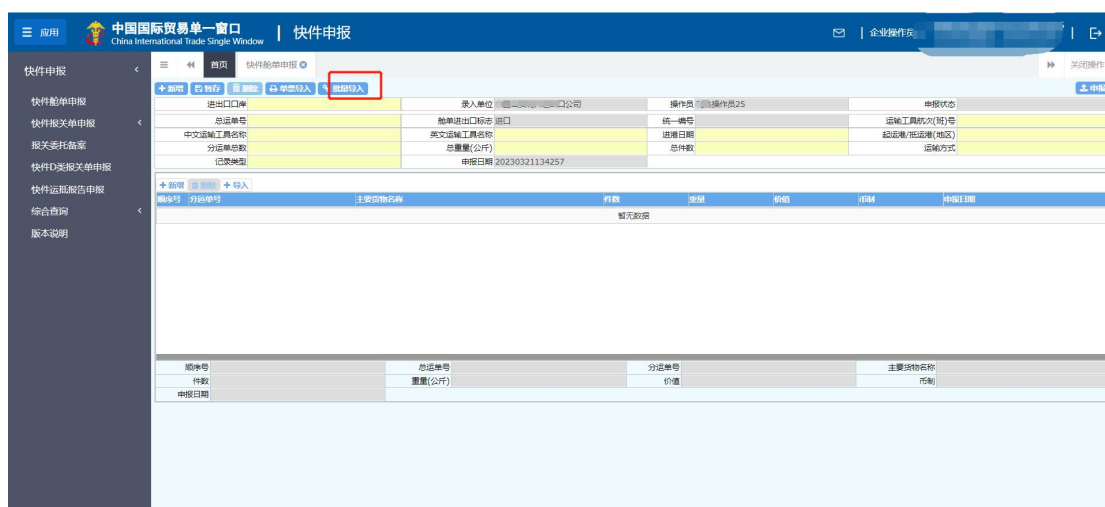 应用 中国国际贸易单一窗口 快件申报 企业操作员
China International Trade Single Window
快件申报
首页 快件舱单申报 关闭操作
快件舱单申报
快件报关单申报
报关委托备案
快件D类报关单申报
快件运抵报告申报
综合查询
版本说明
新增 暂存 删除 单票导入 批量导入 申报
进出口口岸 录入单位 口公司 操作员 操作员25 申报状态
总运单号 舱单进出口标志 进口 统一编号 运输工具航次(班)号
中文运输工具名称 英文运输工具名称 进港日期 起运港/抵运港(地区)
分运单总数 总重量(公斤) 总件数 运输方式
记录类型 申报日期 20230321134257
新增 删除 导入
顺序号 分运单号 主要货物名称 件数 重量 价值 币制 申报日期
暂无数据
顺序号 总运单号 分运单号 主要货物名称
件数 重量(公斤) 价值 币制
申报日期